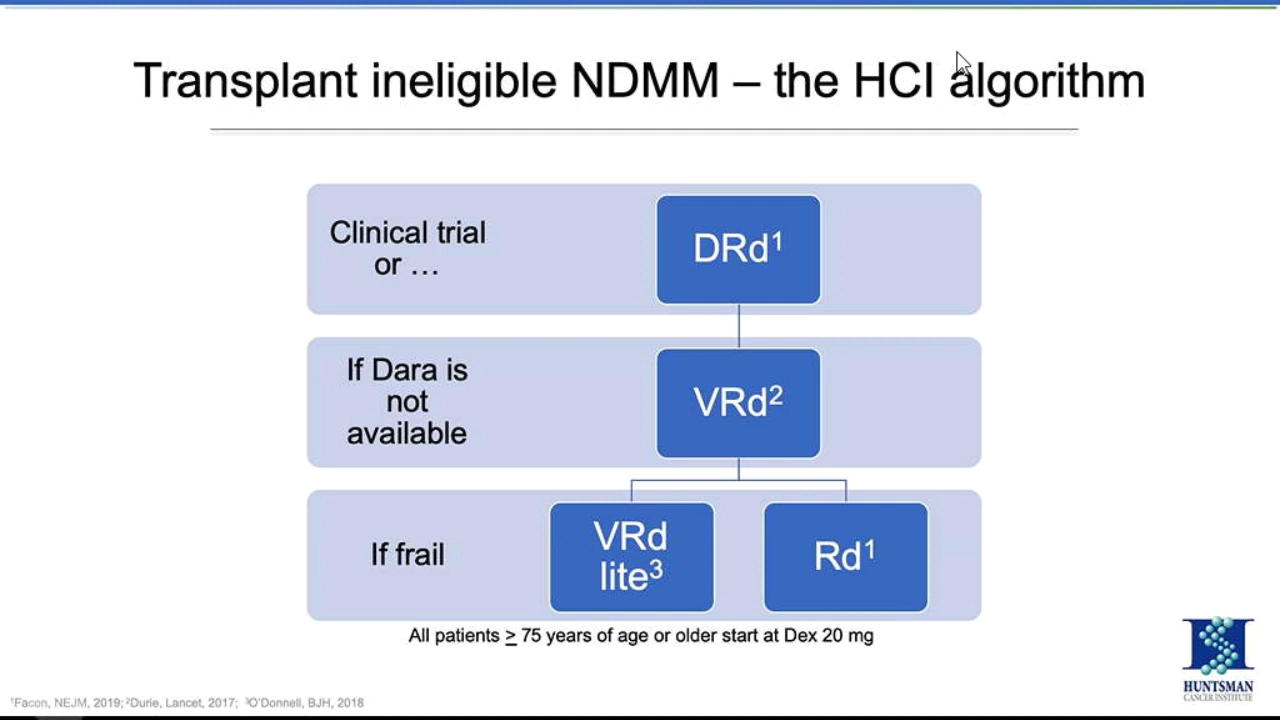 Transplant ineligible NDMM – the HCI algorithm
Clinical trial
or …
DRd¹
If Dara is
not
available
VRd²
If frail
VRd
lite³
Rd¹
All patients ≥ 75 years of age or older start at Dex 20 mg
¹Facon, NEJM, 2019; ²Durie, Lancet, 2017; ³O'Donnell, BJH, 2018
HUNTSMAN
CANCER INSTITUTE